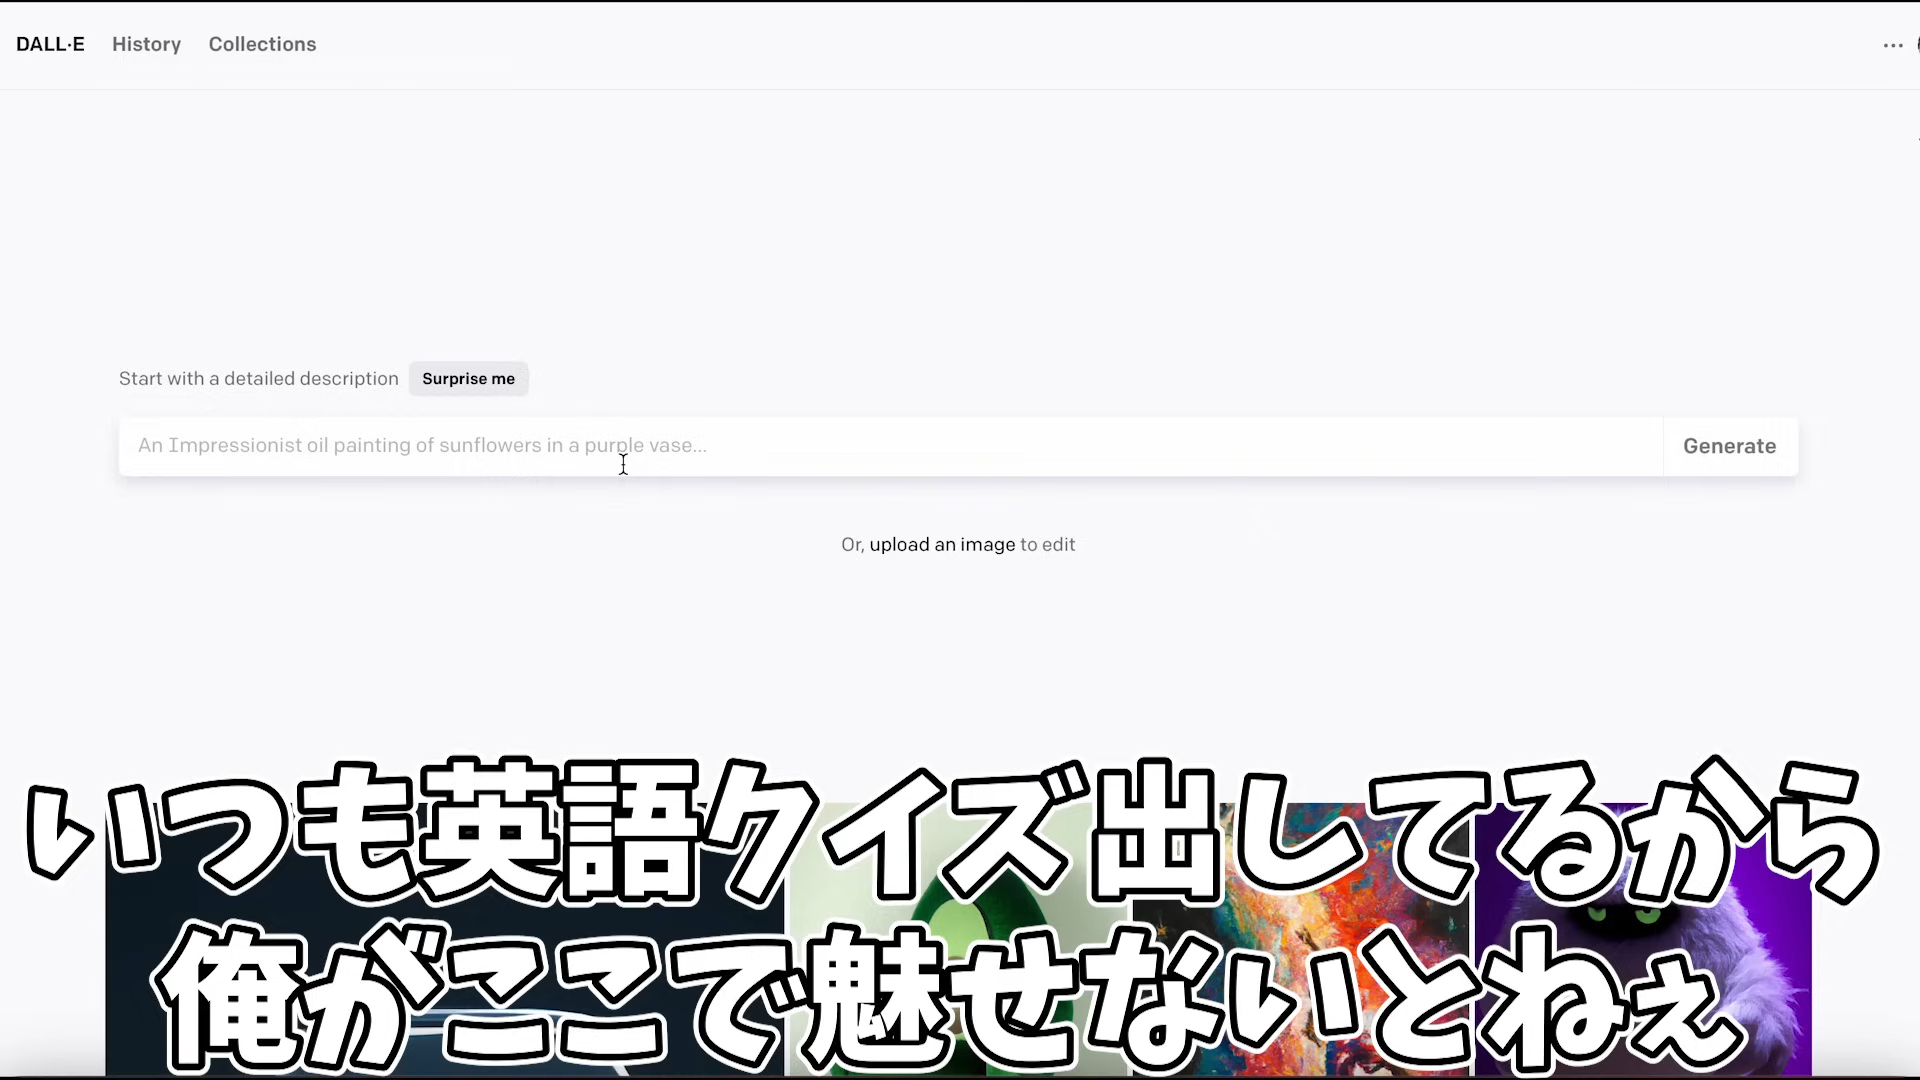 DALL·E History Collections ...
Start with a detailed description Surprise me
An Impressionist oil painting of sunflowers in a purple vase...
Generate
Or, upload an image to edit
いつも英語クイズ出してるから
俺がここで魅せないとねぇ